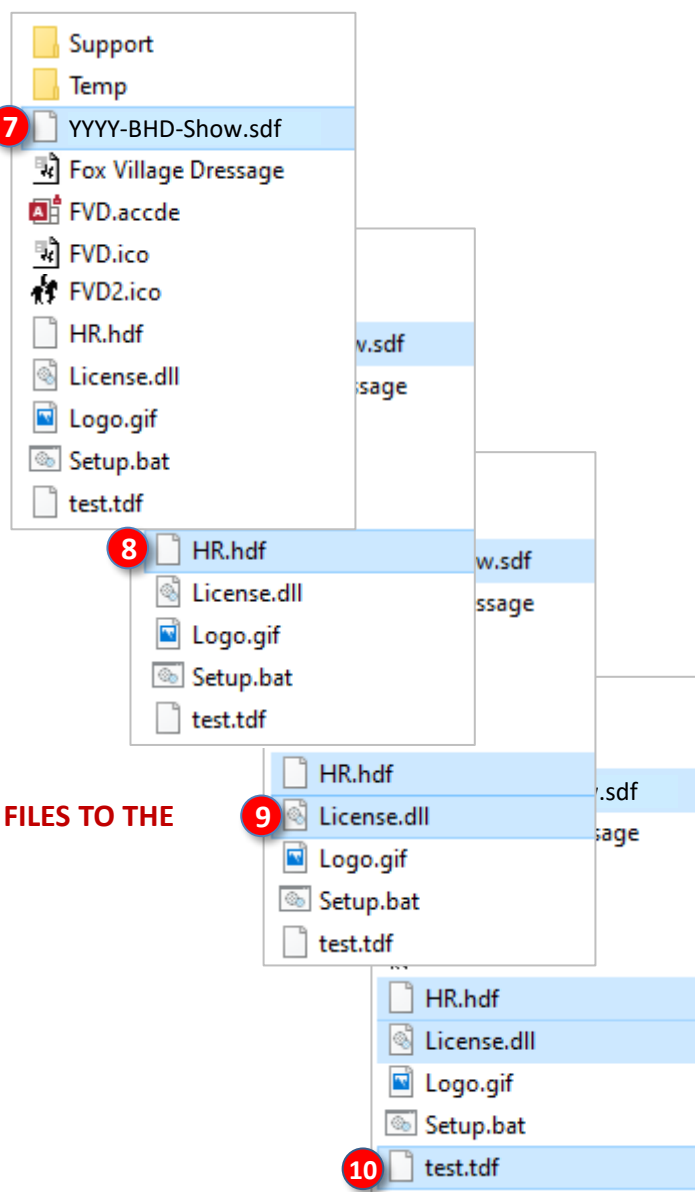 Support
Temp
7 YYYY-BHD-Show.sdf
Fox Village Dressage
FVD.accde
FVD.ico
FVD2.ico
HR.hdf
License.dll
Logo.gif
Setup.bat
test.tdf
w.sdf
ssage
8 HR.hdf
License.dll
Logo.gif
Setup.bat
test.tdf
w.sdf
ssage
FILES TO THE
9 HR.hdf
License.dll
Logo.gif
Setup.bat
test.tdf
.sdf
sage
HR.hdf
License.dll
Logo.gif
Setup.bat
10 test.tdf